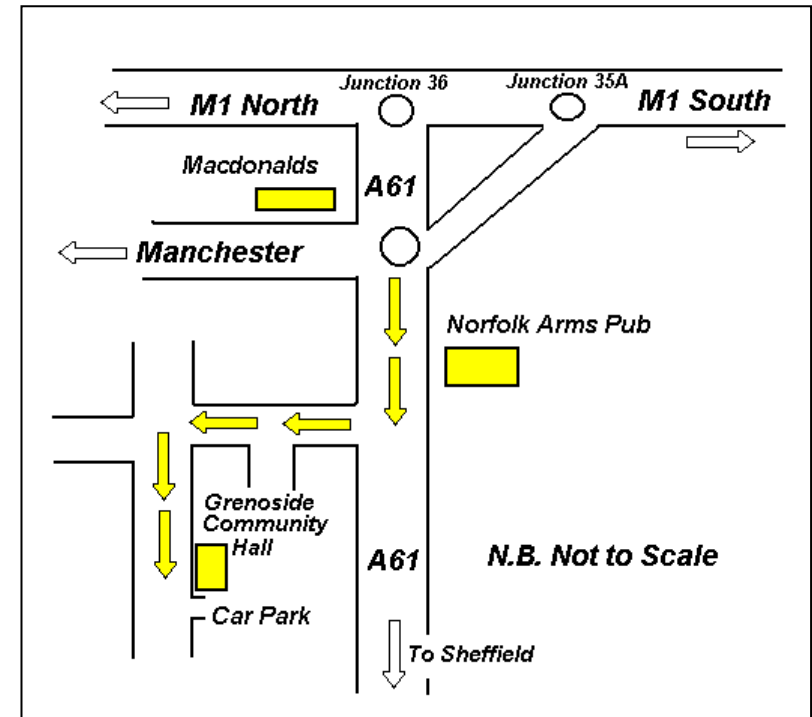 Junction 36
Junction 35A
M1 North
M1 South
Macdonalds
A61
Manchester
Norfolk Arms Pub
Grenoside
Community
Hall
A61
N.B. Not to Scale
Car Park
To Sheffield